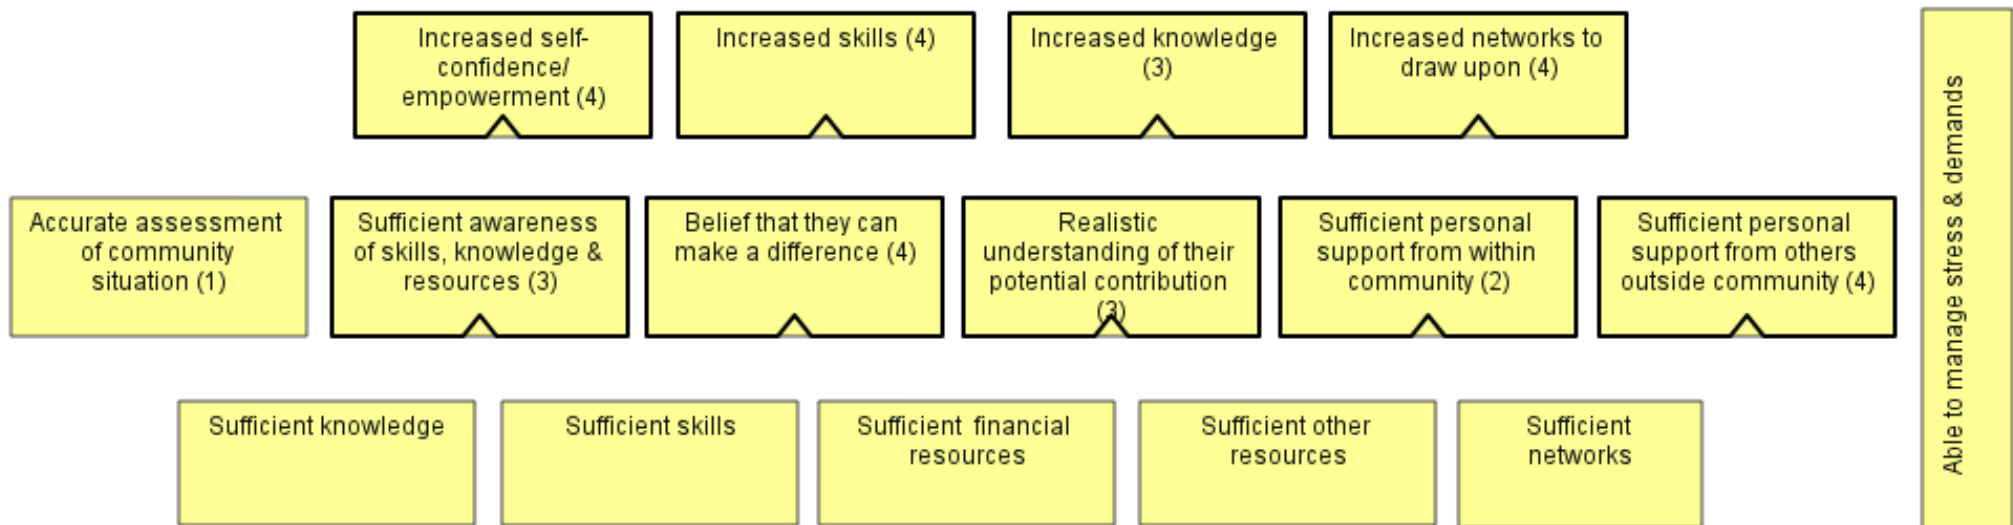 Increased self-
confidence/
empowerment (4)
Increased skills (4)
Increased knowledge
(3)
Increased networks to
draw upon (4)
Accurate assessment
of community
situation (1)
Sufficient awareness
of skills, knowledge &
resources (3)
Belief that they can
make a difference (4)
Realistic
understanding of their
potential contribution
(3)
Sufficient personal
support from within
community (2)
Sufficient personal
support from others
outside community (4)
Sufficient knowledge
Sufficient skills
Sufficient financial
resources
Sufficient other
resources
Sufficient
networks
Able to manage stress & demands